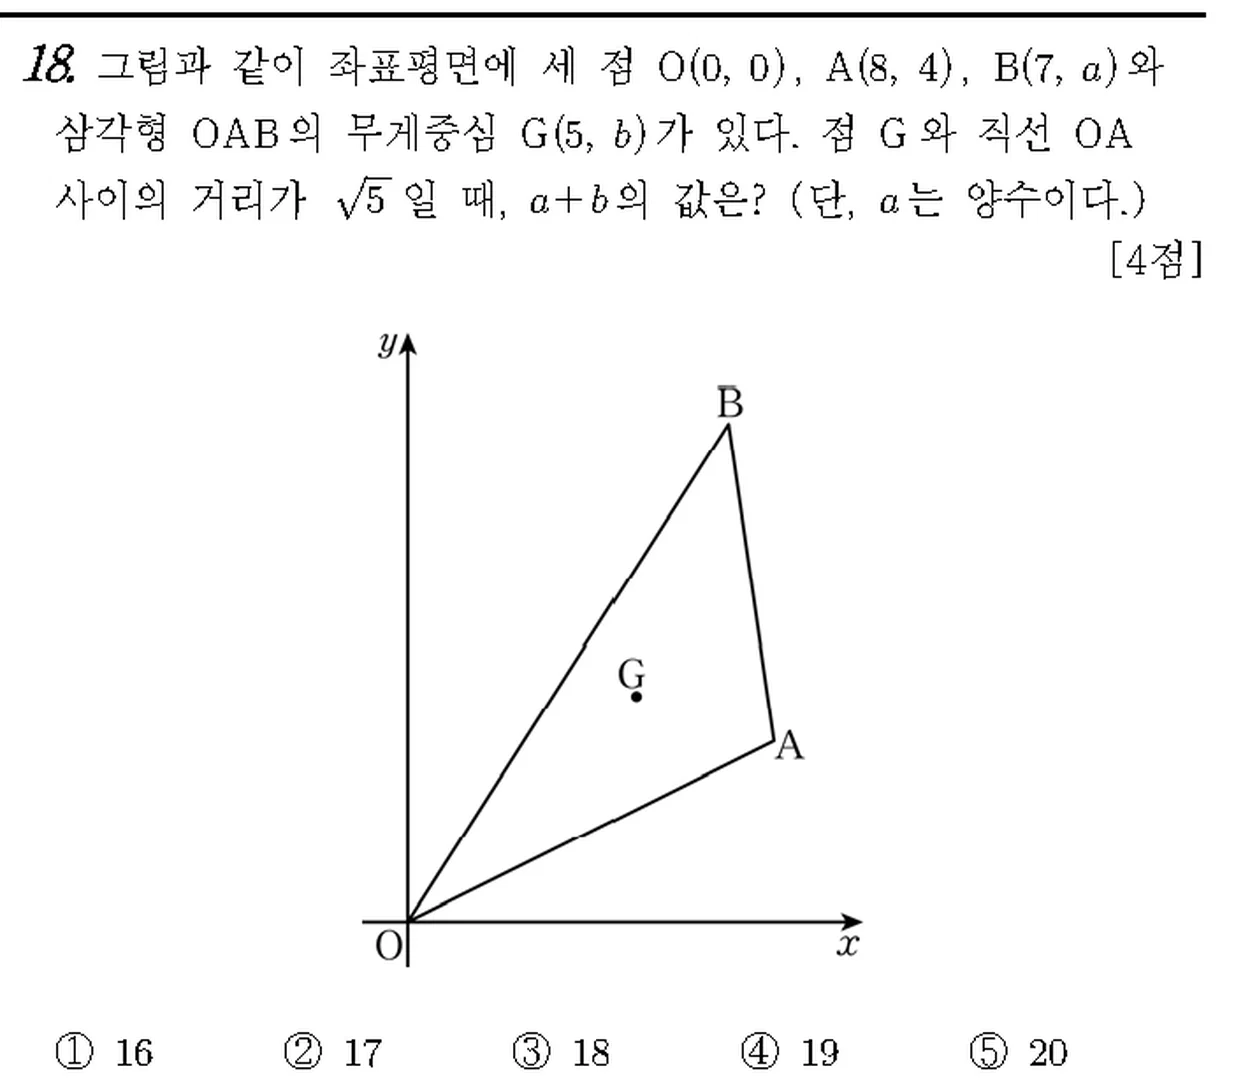 18. 그림과 같이 좌표평면에 세 점 O(0, 0), A(8, 4), B(7, a)와
삼각형 OAB의 무게중심 G(5, b)가 있다. 점 G와 직선 OA
사이의 거리가 √5 일 때, a+b의 값은? (단, a는 양수이다.)
[4점]
y
B
G
A
O
x
① 16 ② 17 ③ 18 ④ 19 ⑤ 20